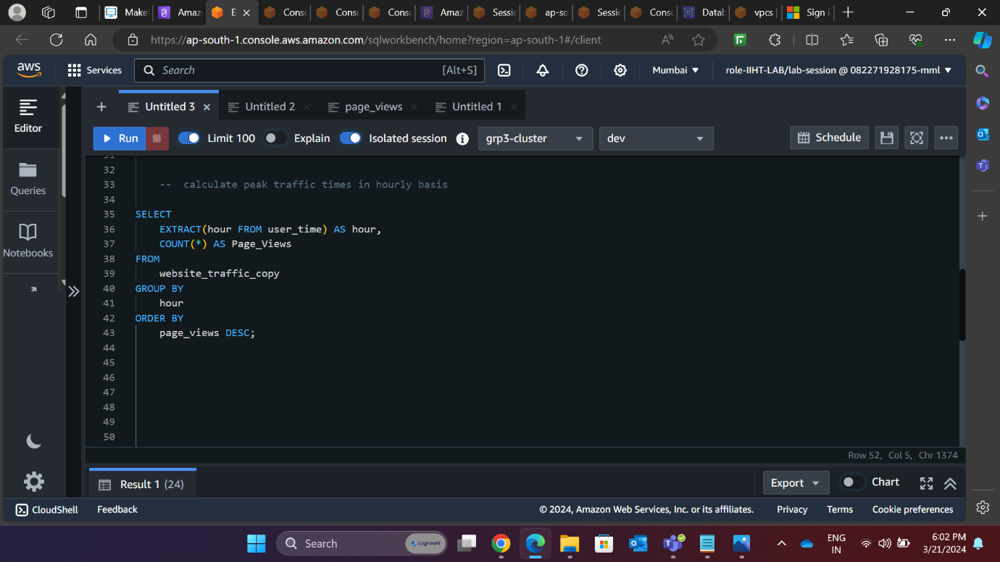 Make
Amaz
E
Conso
Conso
Conso
Amaz
Sessio
ap-so
Sessio
Conso
Datab
vpcs
Sign i
https://ap-south-1.console.aws.amazon.com/sqlworkbench/home?region=ap-south-1#/client
aws
Services
Search
[Alt+S]
Mumbai
role-IIHT-LAB/lab-session @ 082271928175-mml
Editor
Queries
Notebooks
Untitled 3
Untitled 2
page_views
Untitled 1
Run
Limit 100
Explain
Isolated session
grp3-cluster
dev
Schedule
31
32
33 -- calculate peak traffic times in hourly basis
34
35 SELECT
36 EXTRACT(hour FROM user_time) AS hour,
37 COUNT(*) AS Page_Views
38 FROM
39 website_traffic_copy
40 GROUP BY
41 hour
42 ORDER BY
43 page_views DESC;
44
45
46
47
48
49
50
Row 52, Col 5, Chr 1374
Result 1 (24)
Export
Chart
CloudShell
Feedback
© 2024, Amazon Web Services, Inc. or its affiliates.
Privacy
Terms
Cookie preferences
Search
cognizant
ENG
IN
6:02 PM
3/21/2024